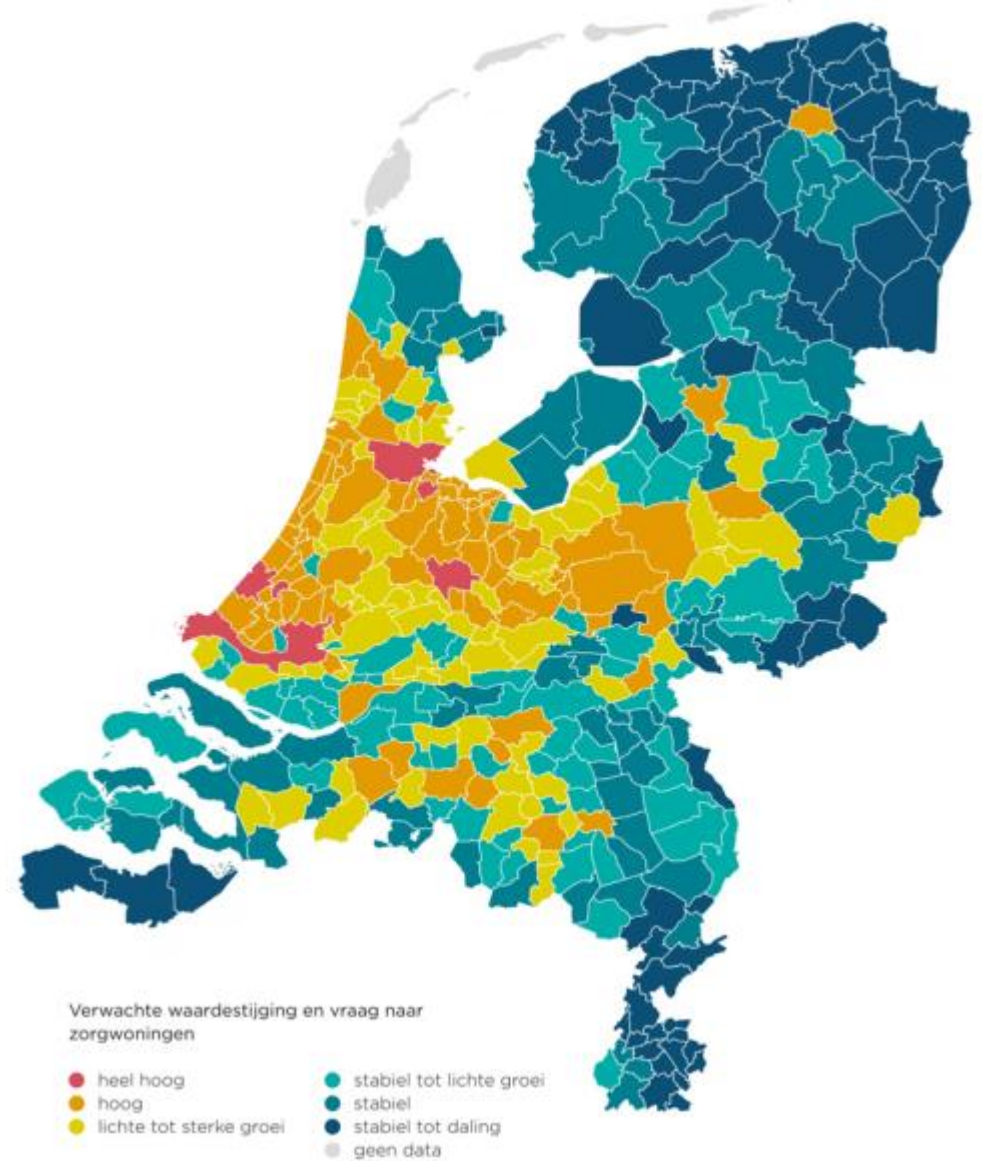 Verwachte waardestijging en vraag naar
zorgwoningen
heel hoog
hoog
lichte tot sterke groei
stabiel tot lichte groei
stabiel
stabiel tot daling
geen data